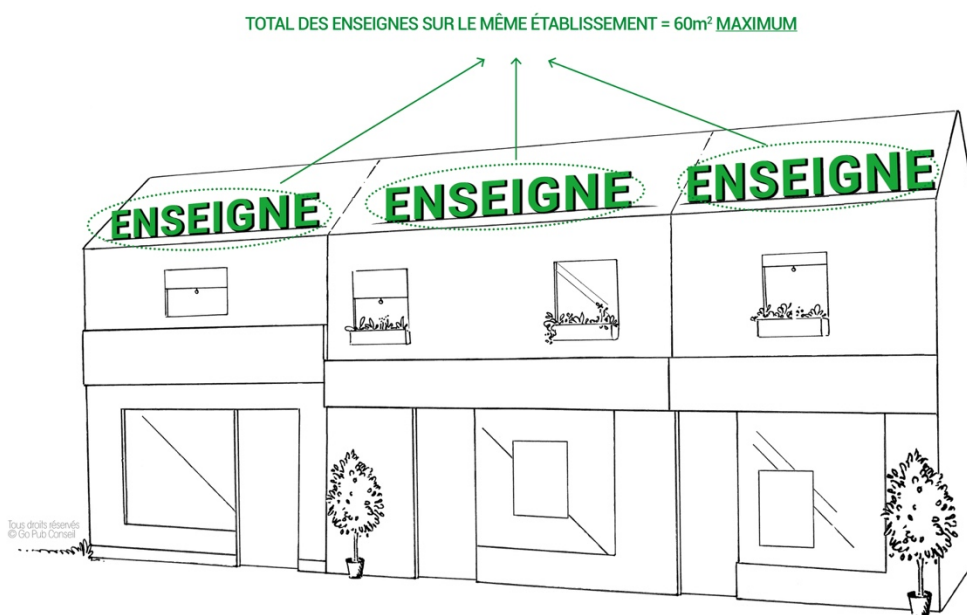 TOTAL DES ENSEIGNES SUR LE MÊME ÉTABLISSEMENT = 60m² MAXIMUM
ENSEIGNE ENSEIGNE ENSEIGNE
Tous droits réservés
© Go Pub Conseil